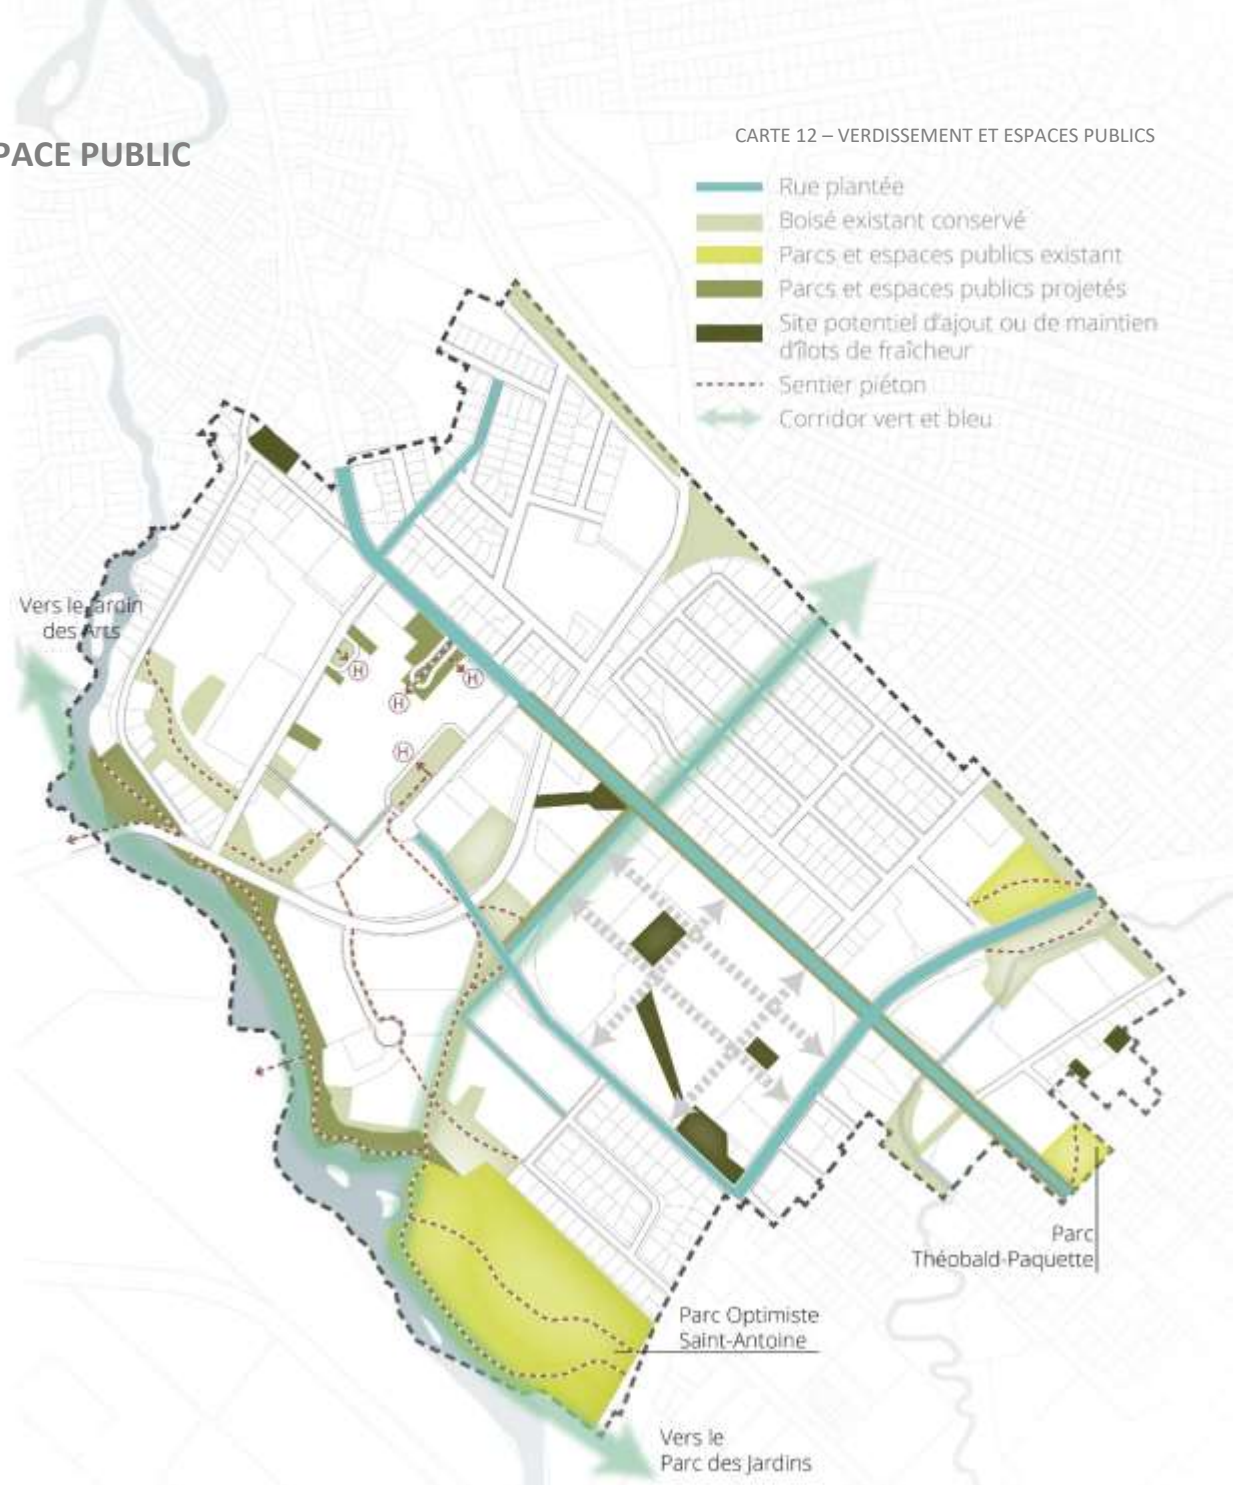 PACE PUBLIC
CARTE 12 – VERDISSEMENT ET ESPACES PUBLICS
Rue plantée
Boisé existant conservé
Parcs et espaces publics existant
Parcs et espaces publics projetés
Site potentiel d'ajout ou de maintien
d'îlots de fraîcheur
Sentier piéton
Corridor vert et bleu
Vers le Jardin
des Arts
H
H
H
H
Parc
Théobald-Paquette
Parc Optimiste
Saint-Antoine
Vers le
Parc des Jardins